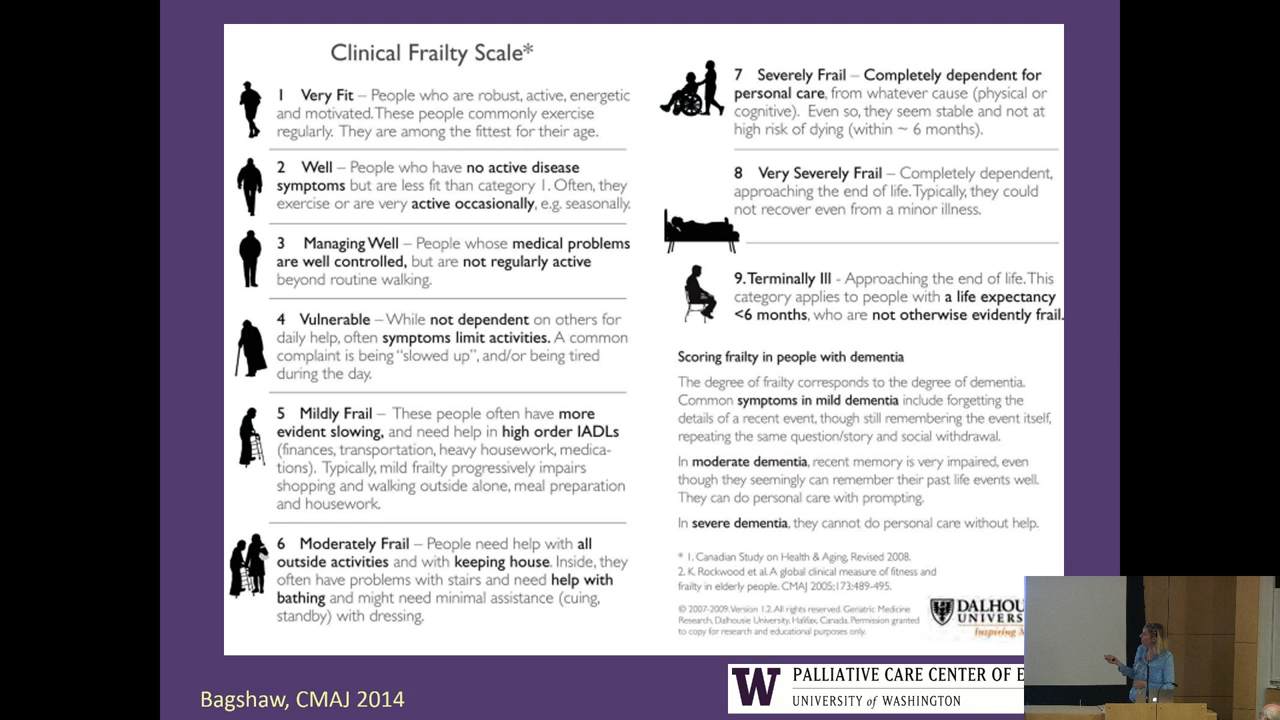 Clinical Frailty Scale*
1 Very Fit – People who are robust, active, energetic
and motivated. These people commonly exercise
regularly. They are among the fittest for their age.
2 Well – People who have no active disease
symptoms but are less fit than category 1. Often, they
exercise or are very active occasionally, e.g. seasonally.
3 Managing Well – People whose medical problems
are well controlled, but are not regularly active
beyond routine walking.
4 Vulnerable – While not dependent on others for
daily help, often symptoms limit activities. A common
complaint is being “slowed up”, and/or being tired
during the day.
5 Mildly Frail – These people often have more
evident slowing, and need help in high order IADLs
(finances, transportation, heavy housework, medica-
tions). Typically, mild frailty progressively impairs
shopping and walking outside alone, meal preparation
and housework.
6 Moderately Frail – People need help with all
outside activities and with keeping house. Inside, they
often have problems with stairs and need help with
bathing and might need minimal assistance (cuing,
standby) with dressing.
7 Severely Frail – Completely dependent for
personal care, from whatever cause (physical or
cognitive). Even so, they seem stable and not at
high risk of dying (within ~ 6 months).
8 Very Severely Frail – Completely dependent,
approaching the end of life. Typically, they could
not recover even from a minor illness.
9. Terminally Ill - Approaching the end of life. This
category applies to people with a life expectancy
<6 months, who are not otherwise evidently frail.
Scoring frailty in people with dementia
The degree of frailty corresponds to the degree of dementia.
Common symptoms in mild dementia include forgetting the
details of a recent event, though still remembering the event itself,
repeating the same question/story and social withdrawal.
In moderate dementia, recent memory is very impaired, even
though they seemingly can remember their past life events well.
They can do personal care with prompting.
In severe dementia, they cannot do personal care without help.
* 1. Canadian Study on Health & Aging, Revised 2008.
2. K. Rockwood et al. A global clinical measure of fitness and
frailty in elderly people. CMAJ 2005;173:489-495.
© 2007-2009. Version 1.2. All rights reserved. Geriatric Medicine
Research, Dalhousie University, Halifax, Canada. Permission granted
to copy for research and educational purposes only.
DALHOU
UNIVERS
Inspiring
Bagshaw, CMAJ 2014
W
PALLIATIVE CARE CENTER OF E
UNIVERSITY of WASHINGTON